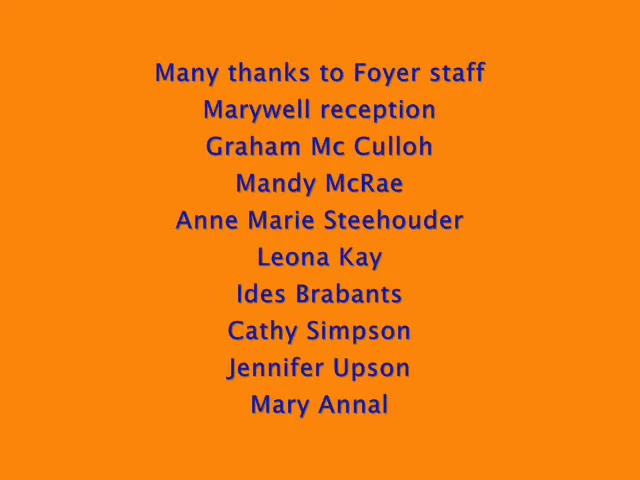 Many thanks to Foyer staff
Marywell reception
Graham Mc Culloh
Mandy McRae
Anne Marie Steehouder
Leona Kay
Ides Brabants
Cathy Simpson
Jennifer Upson
Mary Annal